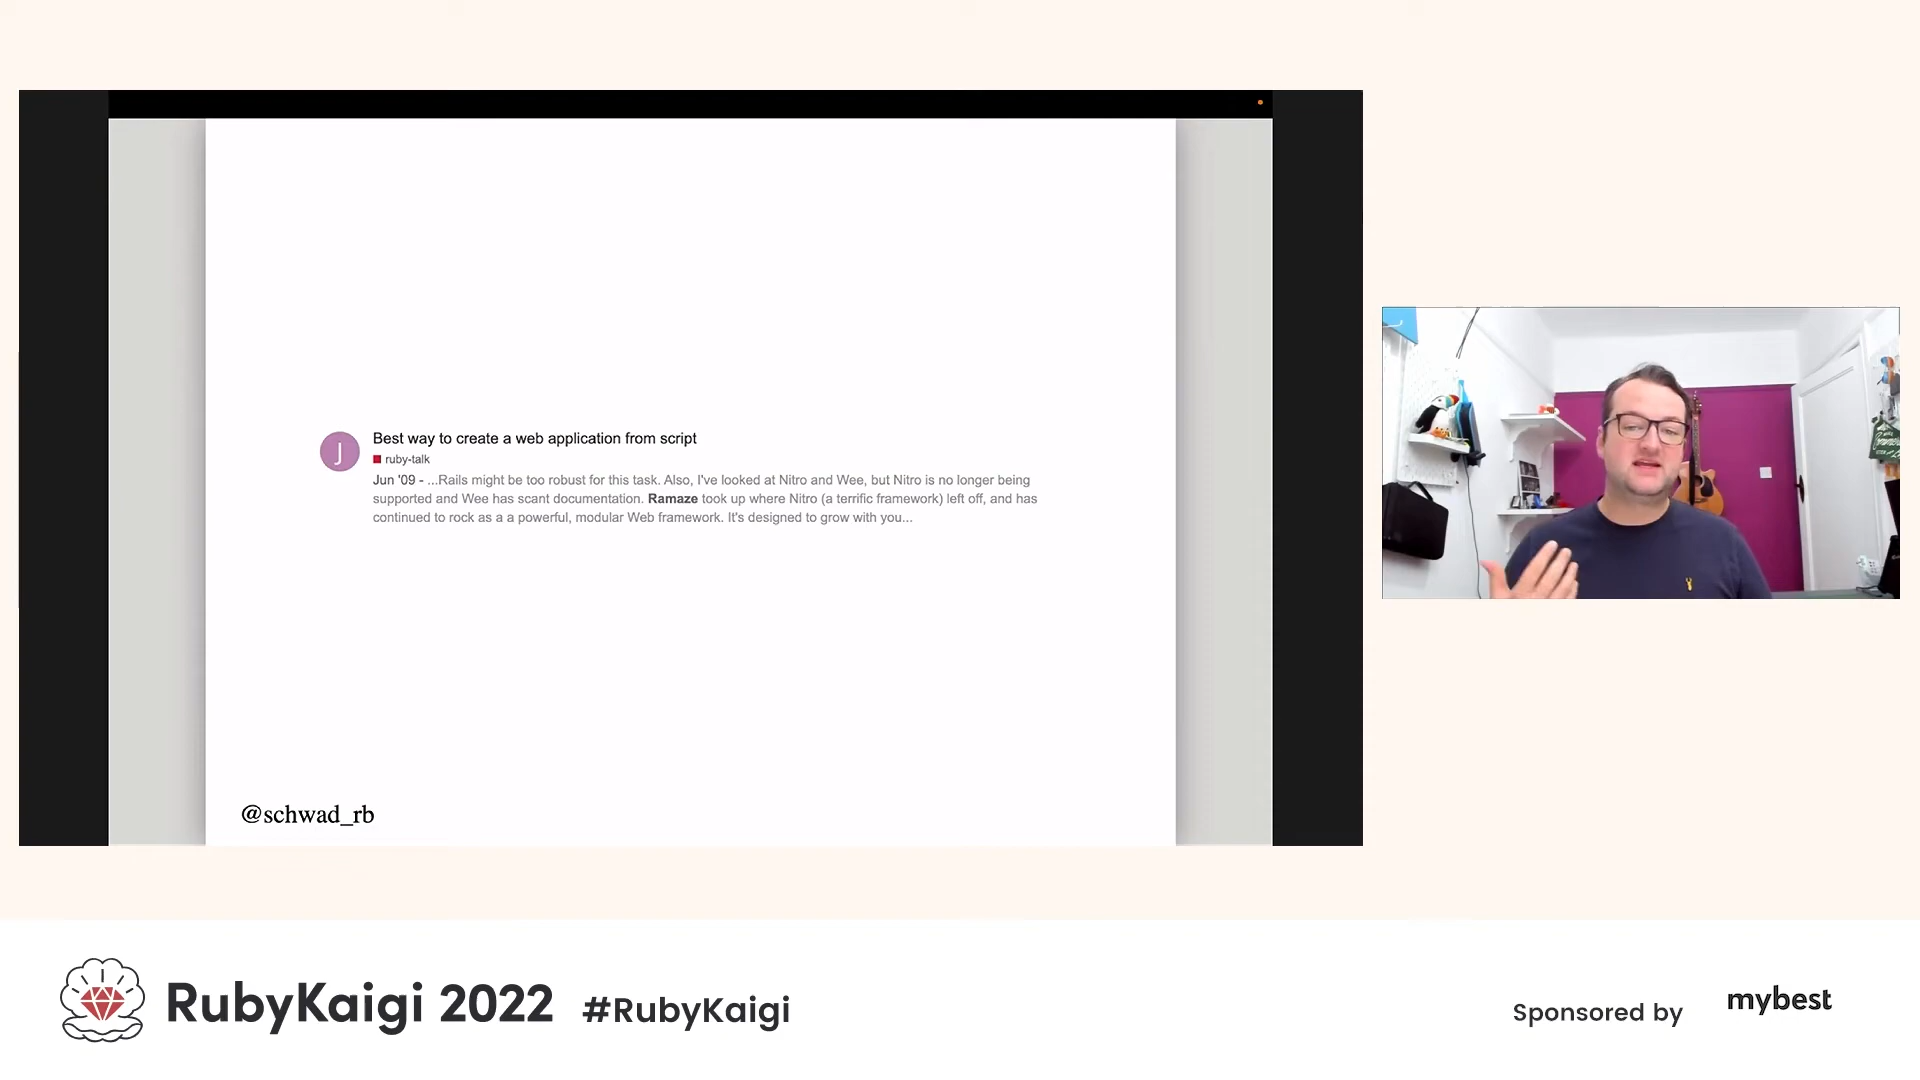 J
Best way to create a web application from script
ruby-talk
Jun '09 - ...Rails might be too robust for this task. Also, I've looked at Nitro and Wee, but Nitro is no longer being
supported and Wee has scant documentation. Ramaze took up where Nitro (a terrific framework) left off, and has
continued to rock as a a powerful, modular Web framework. It's designed to grow with you...
@schwad_rb
RubyKaigi 2022 #RubyKaigi
Sponsored by mybest